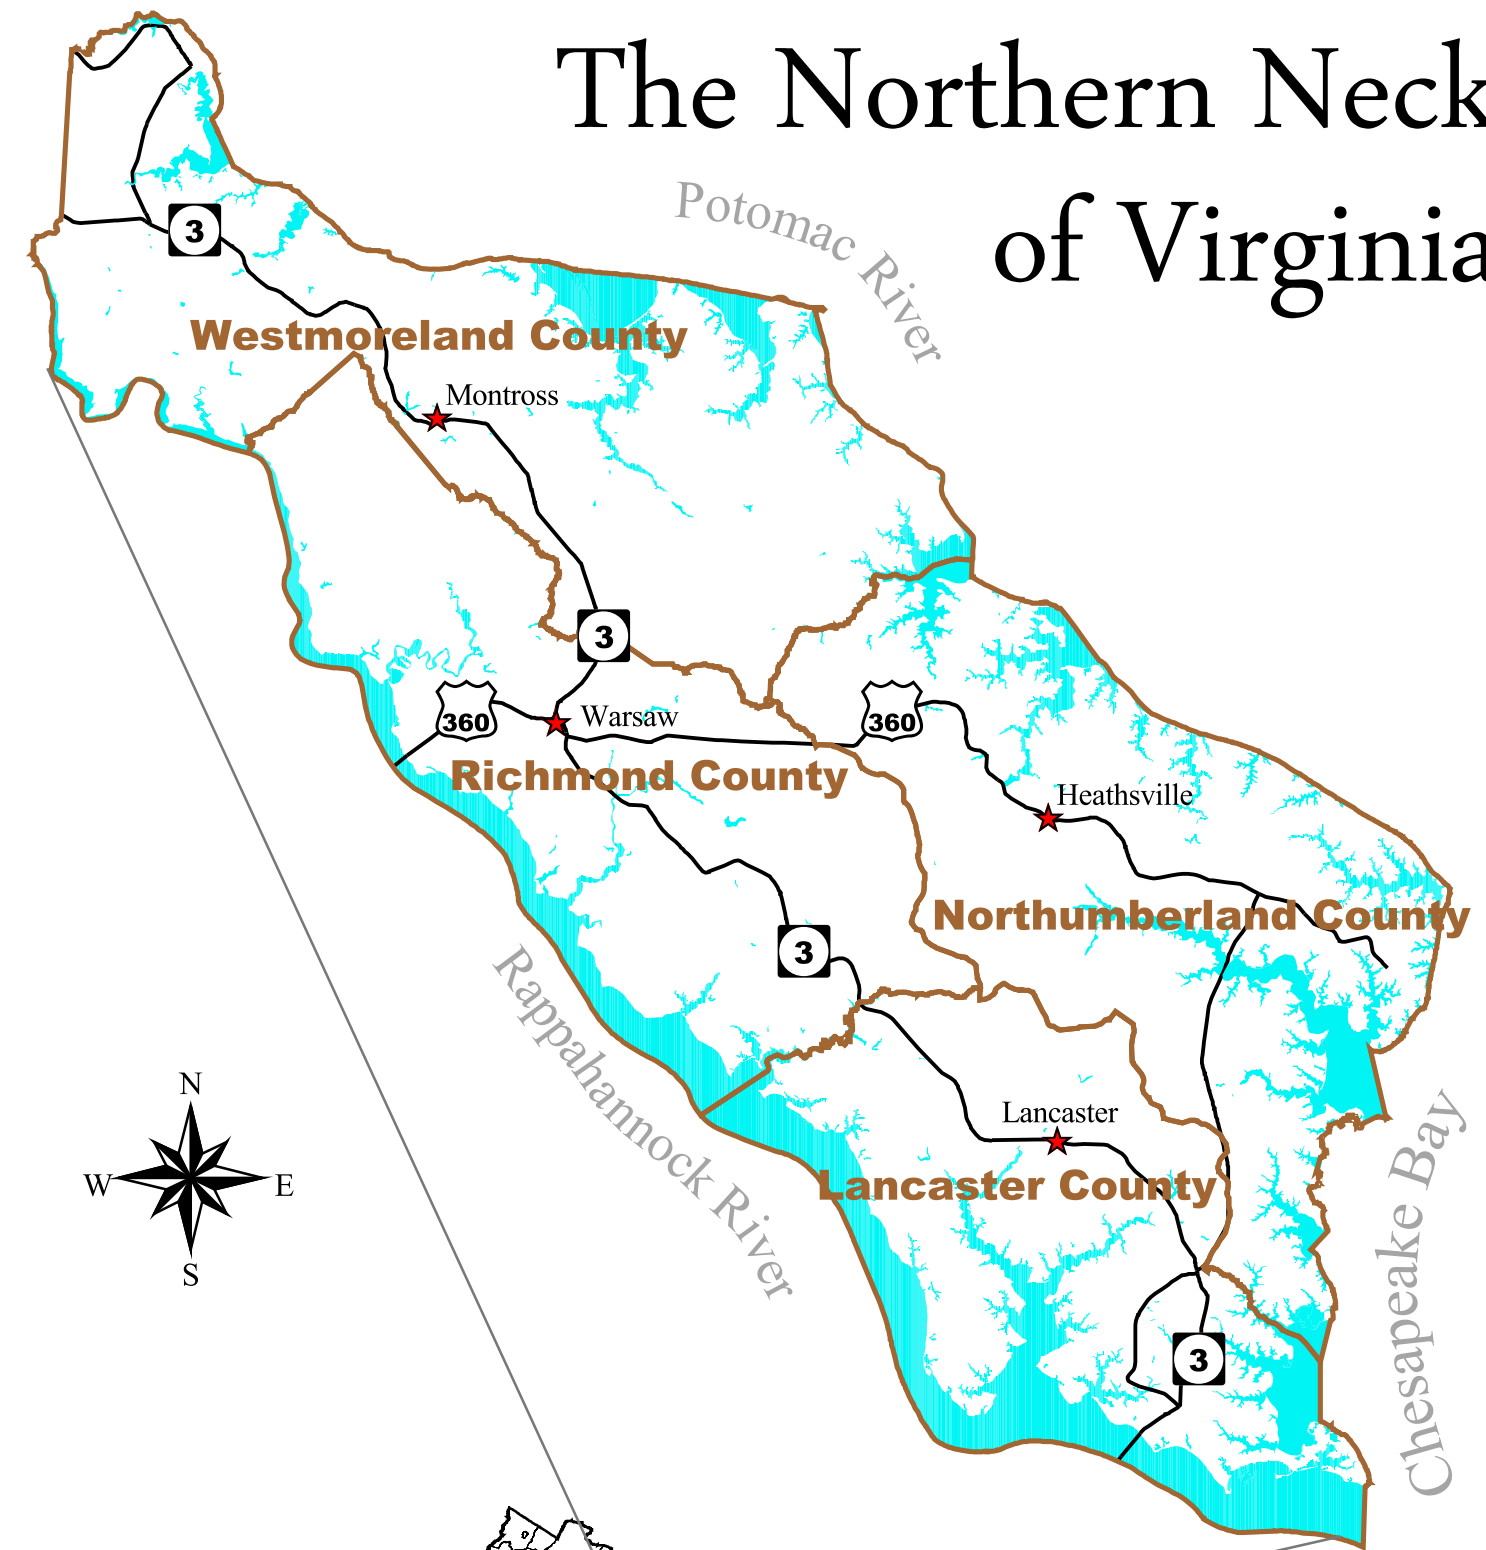 The Northern Neck
of Virginia
Potomac River
3
Westmoreland County
Montross
3
360
Warsaw
360
Richmond County
Heathsville
Northumberland County
3
Rappahannock River
N
W
E
S
Lancaster
Lancaster County
Chessapeake Bay
3